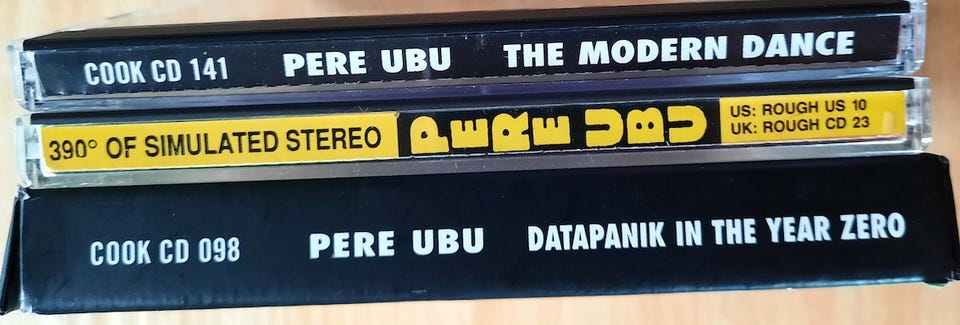 COOK CD 141 PERE UBU THE MODERN DANCE
390° OF SIMULATED STEREO PERE UBU US: ROUGH US 10
UK: ROUGH CD 23
COOK CD 098 PERE UBU DATAPANIK IN THE YEAR ZERO